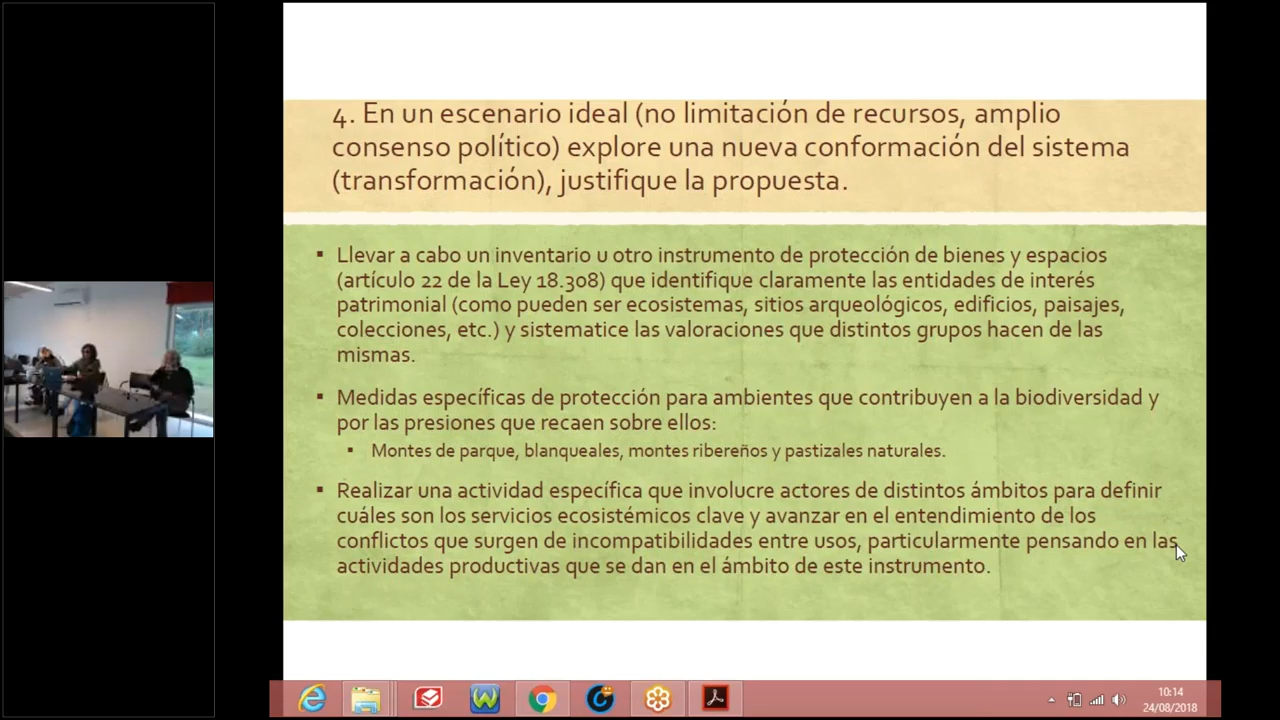 4. En un escenario ideal (no limitación de recursos, amplio
consenso político) explore una nueva conformación del sistema
(transformación), justifique la propuesta.
▪ Llevar a cabo un inventario u otro instrumento de protección de bienes y espacios
(artículo 22 de la Ley 18.308) que identifique claramente las entidades de interés
patrimonial (como pueden ser ecosistemas, sitios arqueológicos, edificios, paisajes,
colecciones, etc.) y sistematice las valoraciones que distintos grupos hacen de las
mismas.
▪ Medidas específicas de protección para ambientes que contribuyen a la biodiversidad y
por las presiones que recaen sobre ellos:
▪ Montes de parque, blanqueales, montes ribereños y pastizales naturales.
▪ Realizar una actividad específica que involucre actores de distintos ámbitos para definir
cuáles son los servicios ecosistémicos clave y avanzar en el entendimiento de los
conflictos que surgen de incompatibilidades entre usos, particularmente pensando en las
actividades productivas que se dan en el ámbito de este instrumento.
10:14
24/08/2018